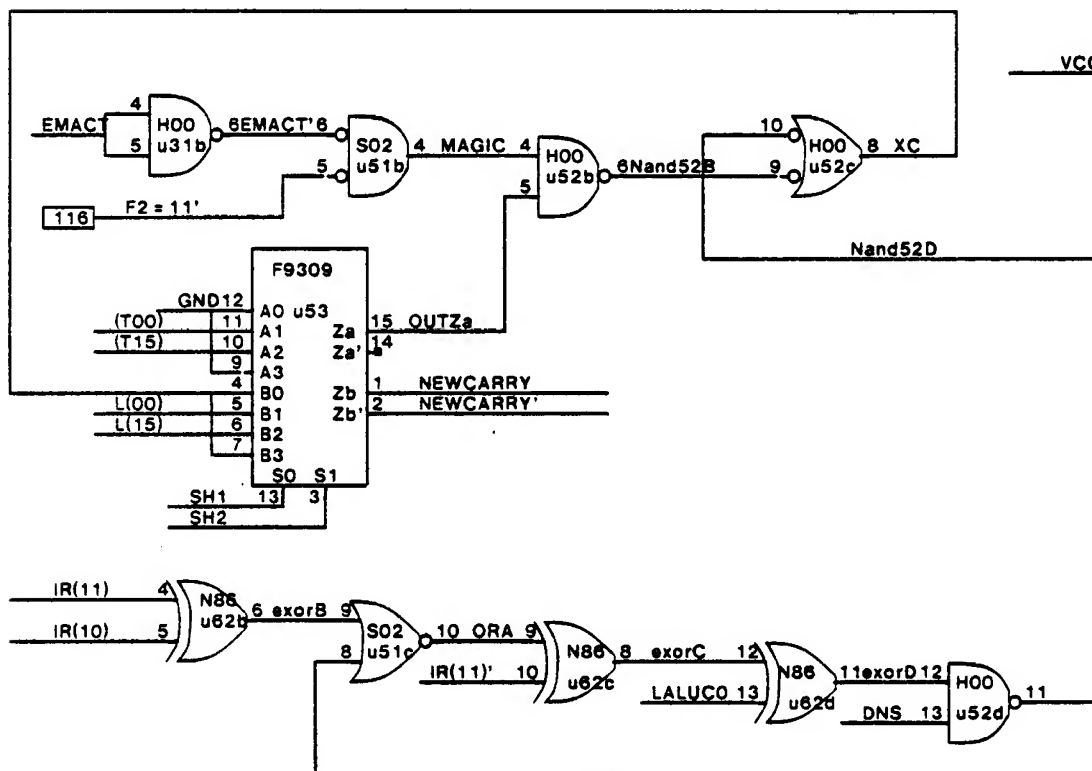 VCC
EMACT 4 5 H00 u31b 6EMACT'6 5 S02 u51b 4 MAGIC 4 5 H00 u52b 6Nand52B 10 9 H00 u52c 8 XC
116 F2 = 11'
Nand52D
F9309
u53
GND12 A0
(T00) 11 A1 Za 15 OUTZa
(T15) 10 A2 Za' 14
9 A3
4 B0 Zb 1 NEWCARRY
L(00) 5 B1 Zb' 2 NEWCARRY'
L(15) 6 B2
7 B3
S0 S1
SH1 13 3
SH2
IR(11) 4 N86 u62b 6 exorB 9 S02 u51c 10 ORA 9 N86 u62c 8 exorC 12 N86 u62d 11exorD 12 H00 u52d 11
IR(10) 5 8 IR(11)' 10 LALUC0 13 DNS 13